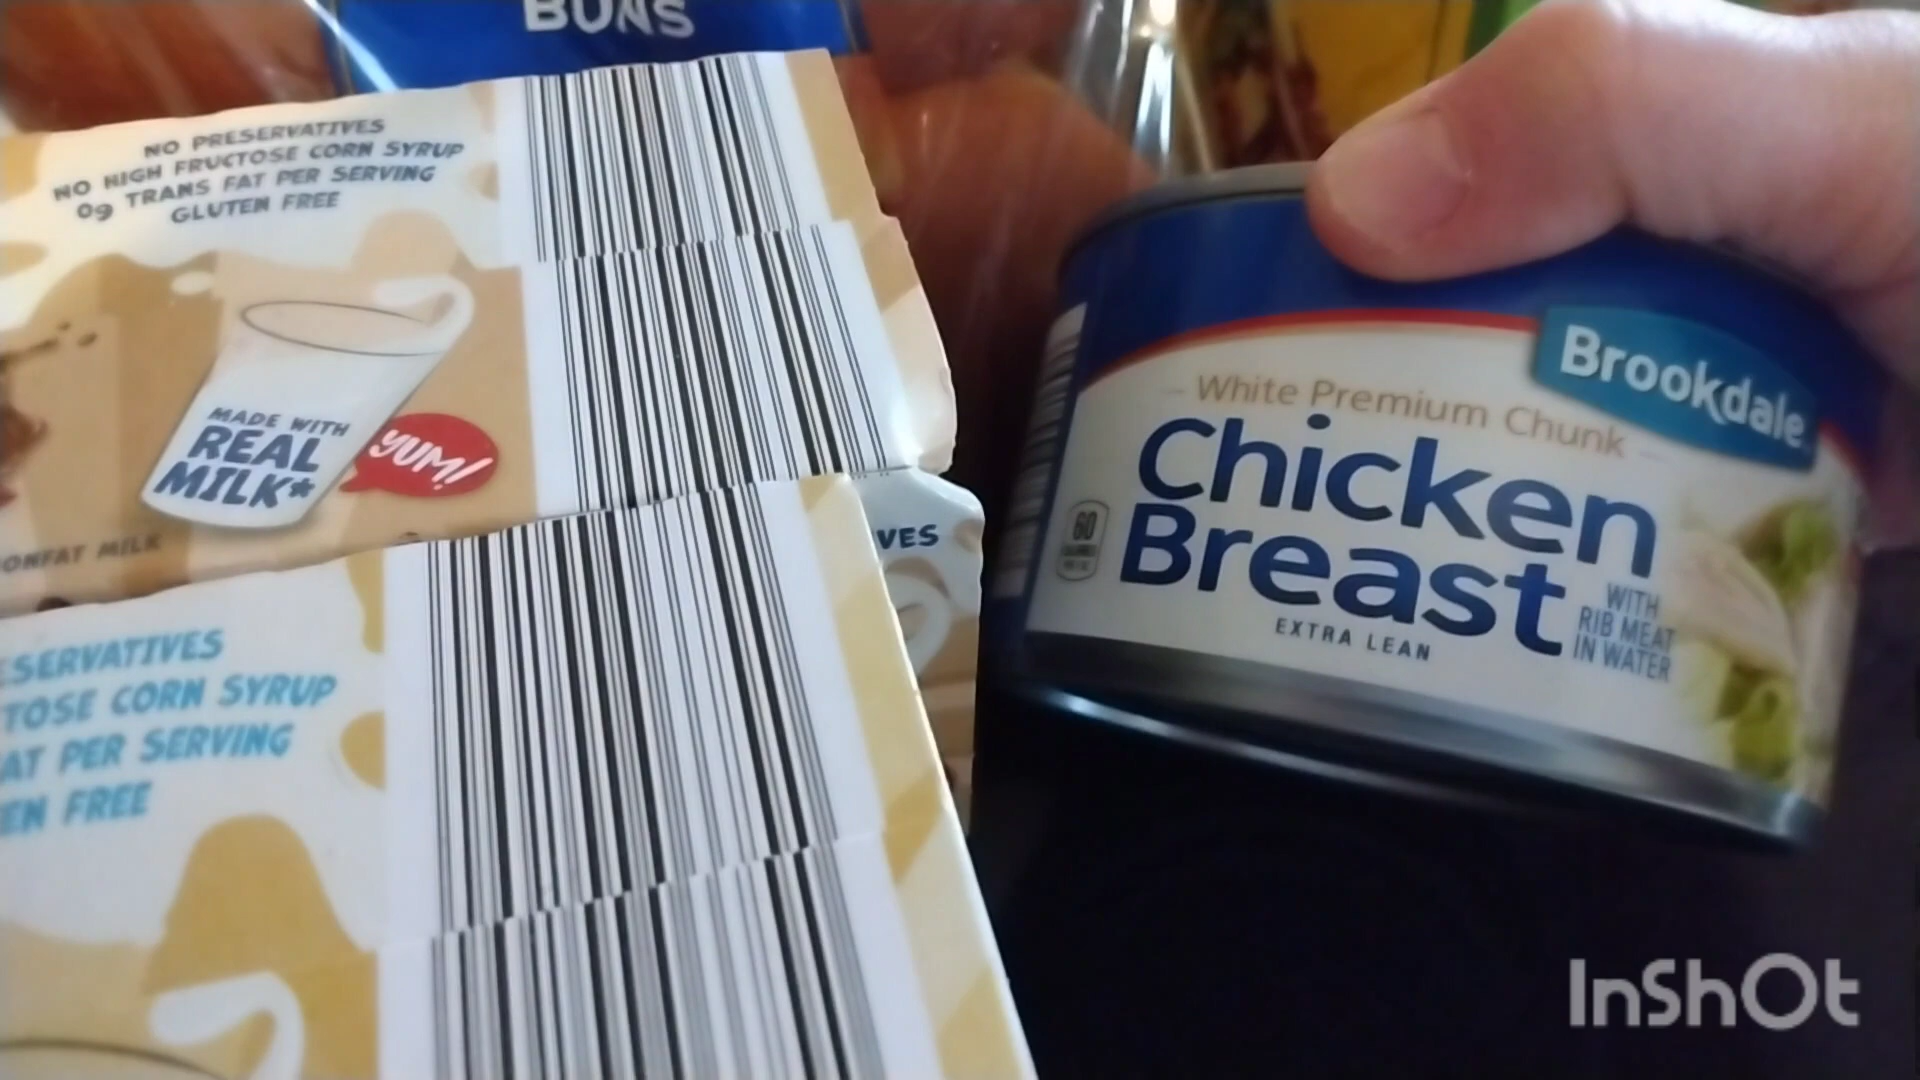 BUNS
NO PRESERVATIVES
NO HIGH FRUCTOSE CORN SYRUP
0g TRANS FAT PER SERVING
GLUTEN FREE
MADE WITH
REAL
MILK*
YUM!
ONFAT MILK
VES
ESERVATIVES
TOSE CORN SYRUP
AT PER SERVING
EN FREE
Brookdale
White Premium Chunk
Chicken
Breast
EXTRA LEAN
WITH
RIB MEAT
IN WATER
60
InShOt